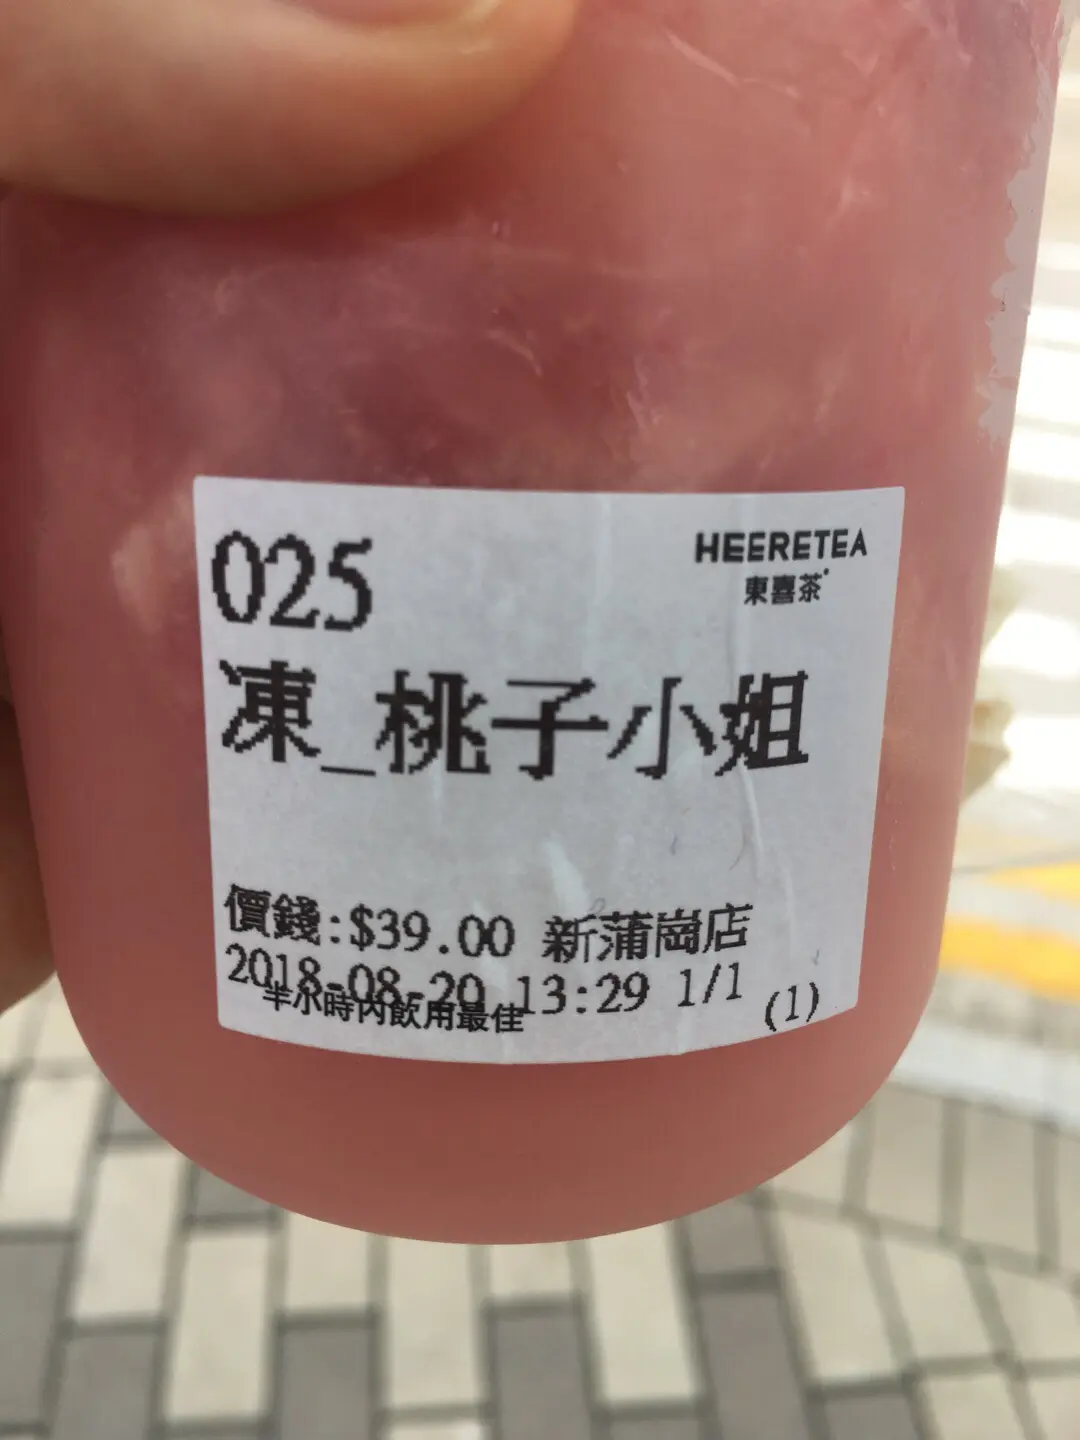 025
HEERETEA
東喜茶
凍_桃子小姐
價錢:$39.00 新蒲崗店
2018-08-20 13:29 1/1
半小時內飲用最佳
(1)